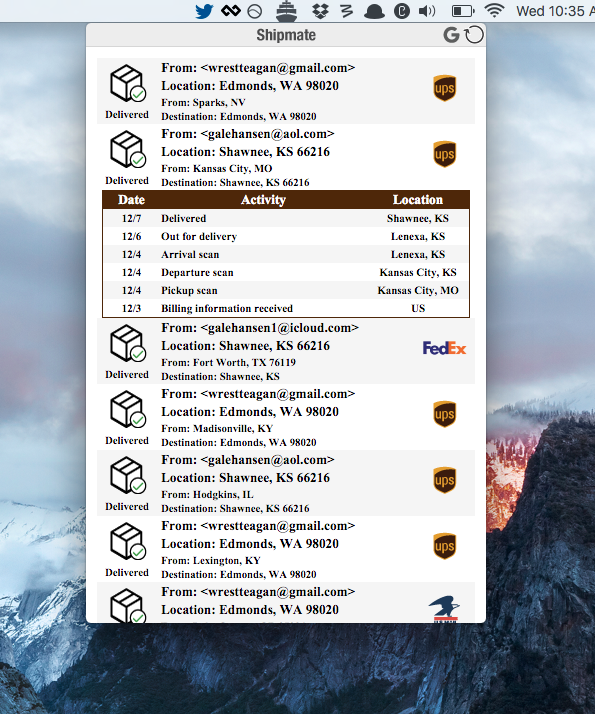 Wed 10:35 A
Shipmate
G
From: <wrestteagan@gmail.com>
Location: Edmonds, WA 98020
From: Sparks, NV
Delivered
Destination: Edmonds, WA 98020
ups
From: <galehansen@aol.com>
Location: Shawnee, KS 66216
From: Kansas City, MO
Delivered
Destination: Shawnee, KS 66216
ups
Date Activity Location
12/7 Delivered Shawnee, KS
12/6 Out for delivery Lenexa, KS
12/4 Arrival scan Lenexa, KS
12/4 Departure scan Kansas City, KS
12/4 Pickup scan Kansas City, MO
12/3 Billing information received US
From: <galehansen1@icloud.com>
Location: Shawnee, KS 66216
From: Fort Worth, TX 76119
Delivered
Destination: Shawnee, KS
FedEx
From: <wrestteagan@gmail.com>
Location: Edmonds, WA 98020
From: Madisonville, KY
Delivered
Destination: Edmonds, WA 98020
ups
From: <galehansen@aol.com>
Location: Shawnee, KS 66216
From: Hodgkins, IL
Delivered
Destination: Shawnee, KS 66216
ups
From: <wrestteagan@gmail.com>
Location: Edmonds, WA 98020
From: Lexington, KY
Delivered
Destination: Edmonds, WA 98020
ups
From: <wrestteagan@gmail.com>
Location: Edmonds, WA 98020